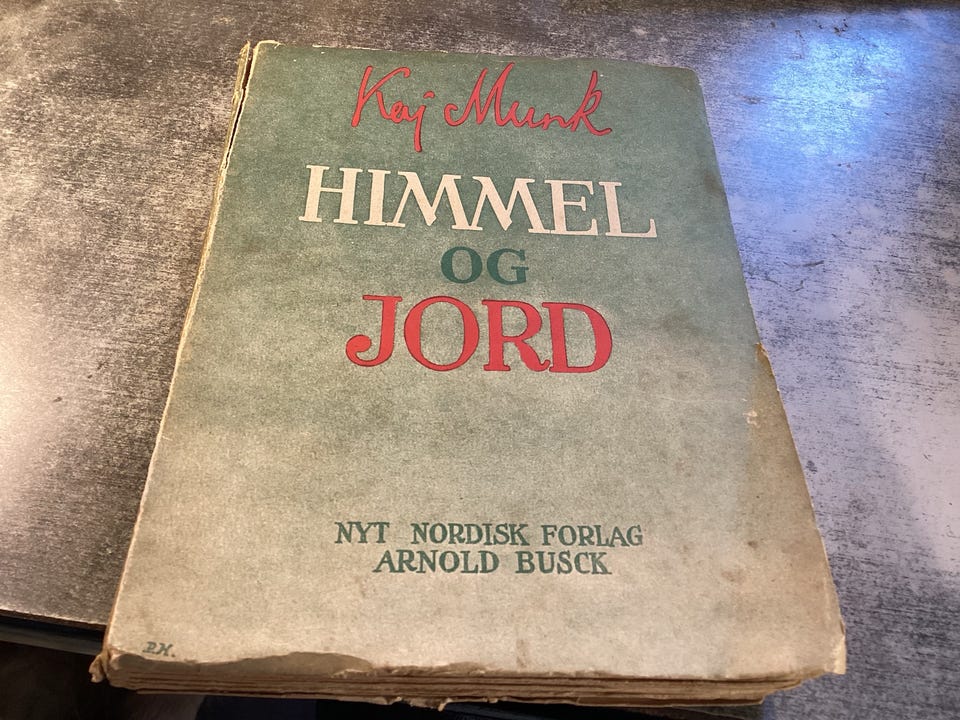 Kaj Munk
HIMMEL
OG
JORD
NYT NORDISK FORLAG
ARNOLD BUSCK
P.H.